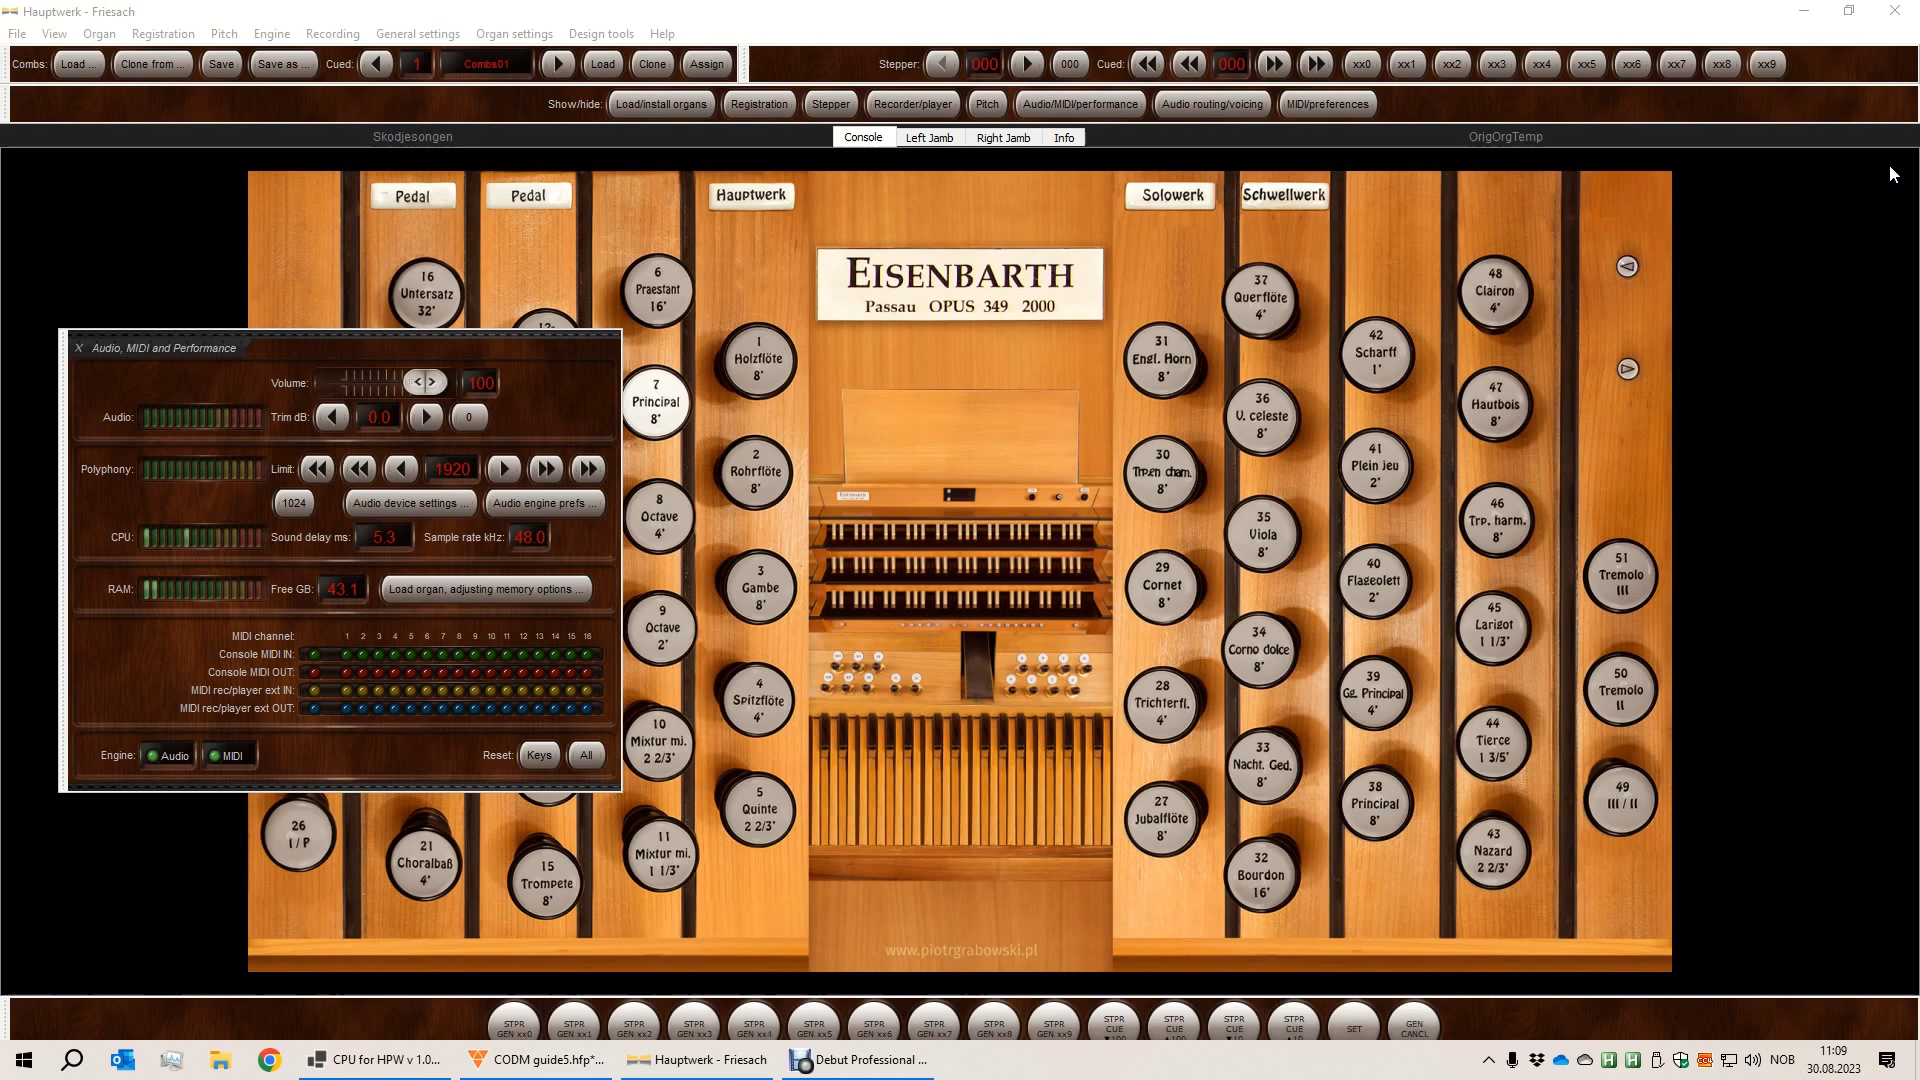 Hauptwerk - Friesach
File View Organ Registration Pitch Engine Recording General settings Organ settings Design tools Help
Combs: Load ... Clone from ... Save Save as ... Cued: 1 Combs01 Load Clone Assign Stepper: 000 000 Cued: 000 xx0 xx1 xx2 xx3 xx4 xx5 xx6 xx7 xx8 xx9
Show/hide: Load/install organs Registration Stepper Recorder/player Pitch Audio/MIDI/performance Audio routing/voicing MIDI/preferences
Skodjesongen Console Left Jamb Right Jamb Info OrigOrgTemp
Pedal Pedal Hauptwerk Solowerk Schwellwerk
EISENBARTH
Passau OPUS 349 2000
16
Untersatz
32'
6
Praestant
16'
7
Principal
8'
8
Octave
4'
9
Octave
2'
10
Mixtur mi.
2 2/3'
11
Mixtur mi.
1 1/3'
1
Holzflöte
8'
2
Rohrflöte
8'
3
Gambe
8'
4
Spitzflöte
4'
5
Quinte
2 2/3'
26
I / P
21
Choralbaß
4'
15
Trompete
8'
X Audio, MIDI and Performance
Volume: 100
Audio: Trim dB: 0.0 0
Polyphony: Limit: 1920
1024 Audio device settings ... Audio engine prefs ...
CPU: Sound delay ms: 5.3 Sample rate kHz: 48.0
RAM: Free GB: 43.1 Load organ, adjusting memory options ...
MIDI channel: 1 2 3 4 5 6 7 8 9 10 11 12 13 14 15 16
Console MIDI IN:
Console MIDI OUT:
MIDI rec/player ext IN:
MIDI rec/player ext OUT:
Engine: Audio MIDI Reset: Keys All
31
Engl. Horn
8'
30
Trp.en cham.
8'
29
Cornet
8'
28
Trichterfl.
4'
27
Jubalflöte
8'
37
Querflöte
4'
36
V. celeste
8'
35
Viola
8'
34
Corno dolce
8'
33
Nacht. Ged.
8'
32
Bourdon
16'
42
Scharff
1'
41
Plein jeu
2'
40
Flageolett
2'
39
Gg. Principal
4'
38
Principal
8'
48
Clairon
4'
47
Hautbois
8'
46
Trp. harm.
8'
45
Larigot
1 1/3'
44
Tierce
1 3/5'
43
Nazard
2 2/3'
51
Tremolo
III
50
Tremolo
II
49
III / II
www.piotrgrabowski.pl
STPR GEN xx0
STPR GEN xx1
STPR GEN xx2
STPR GEN xx3
STPR GEN xx4
STPR GEN xx5
STPR GEN xx6
STPR GEN xx7
STPR GEN xx8
STPR GEN xx9
STPR CUE
STPR CUE
STPR CUE
STPR CUE
SET
GEN CANCL
CPU for HPW v 1.0... CODM guide5.hfp*... Hauptwerk - Friesach Debut Professional ... NOB 11:09
30.08.2023